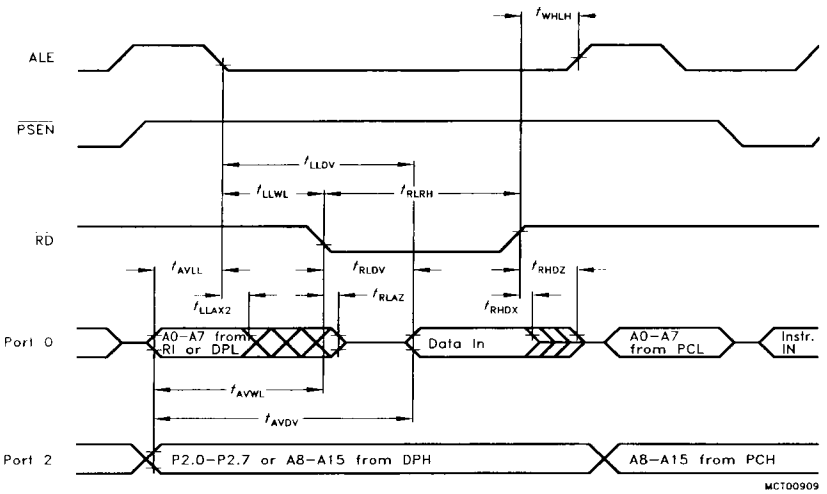 tWHLH
ALE
PSEN
tLLDV
tLLWL
tRLRH
RD
tAVLL
tRLDV
tRHDZ
tLLAX2
tRLAZ
tRHDX
Port 0
A0-A7 from
RI or DPL
Data In
A0-A7
from PCL
Instr.
IN
tAVWL
tAVDV
Port 2
P2.0-P2.7 or A8-A15 from DPH
A8-A15 from PCH
MCT00909